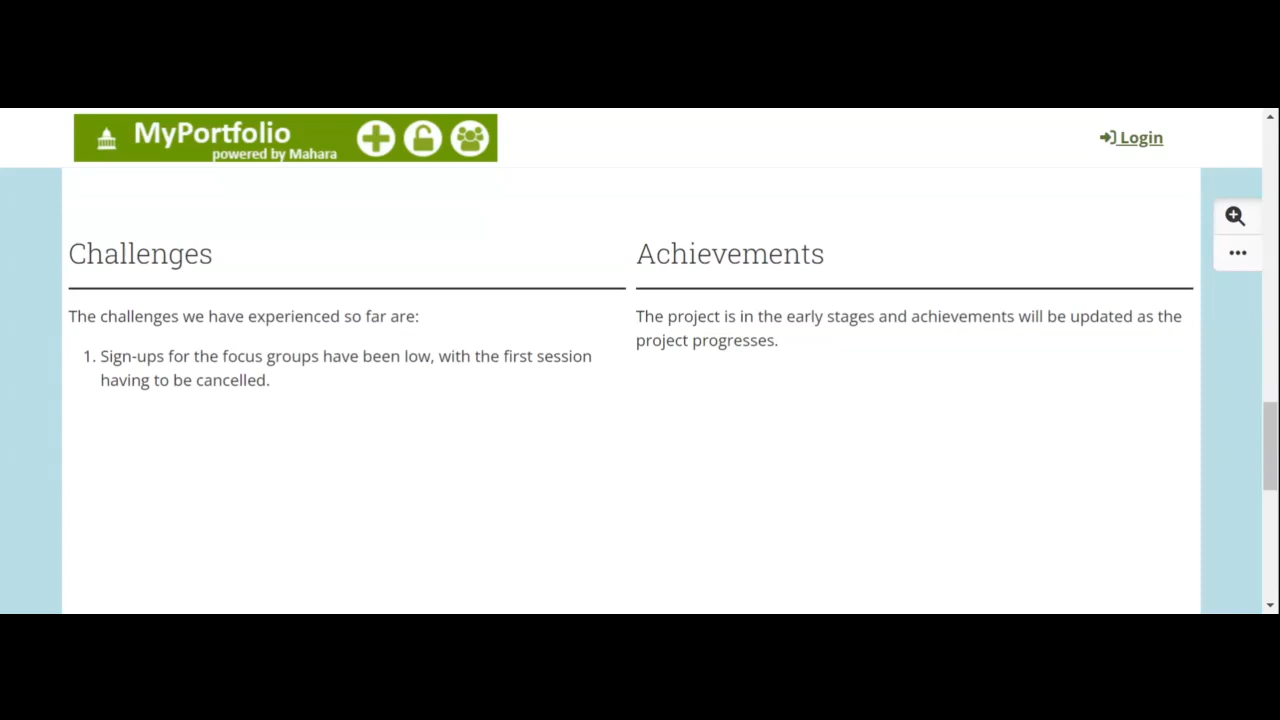 MyPortfolio
powered by Mahara
Login
Challenges
The challenges we have experienced so far are:
1. Sign-ups for the focus groups have been low, with the first session
having to be cancelled.
Achievements
The project is in the early stages and achievements will be updated as the
project progresses.